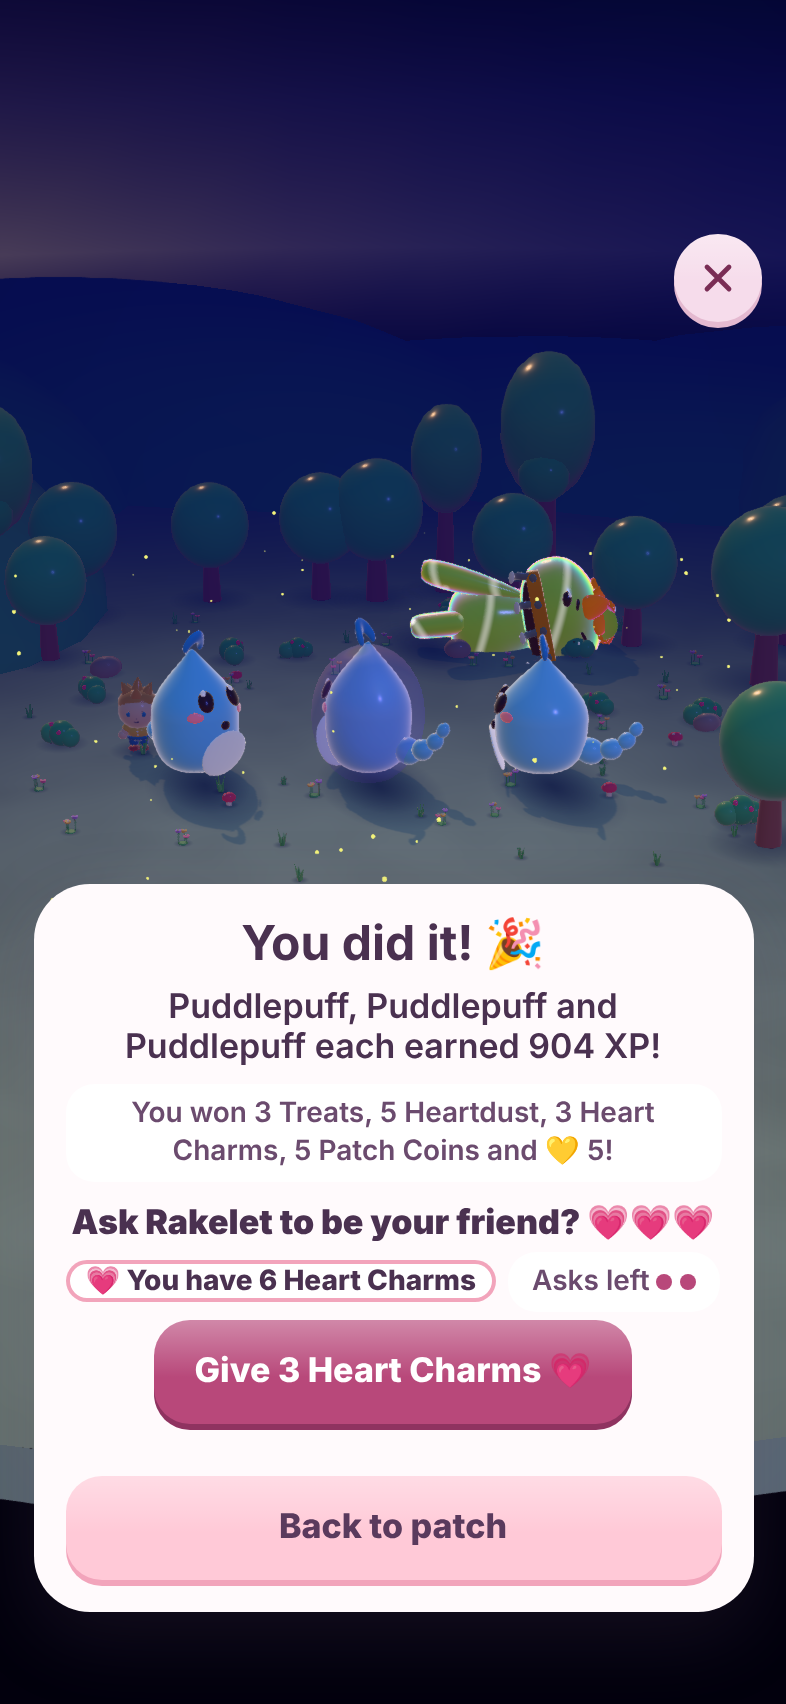 You did it! 🎉
Puddlepuff, Puddlepuff and
Puddlepuff each earned 904 XP!
You won 3 Treats, 5 Heartdust, 3 Heart
Charms, 5 Patch Coins and 💛 5!
Ask Rakelet to be your friend? 💗💗💗
💗 You have 6 Heart Charms
Asks left
Give 3 Heart Charms 💗
Back to patch